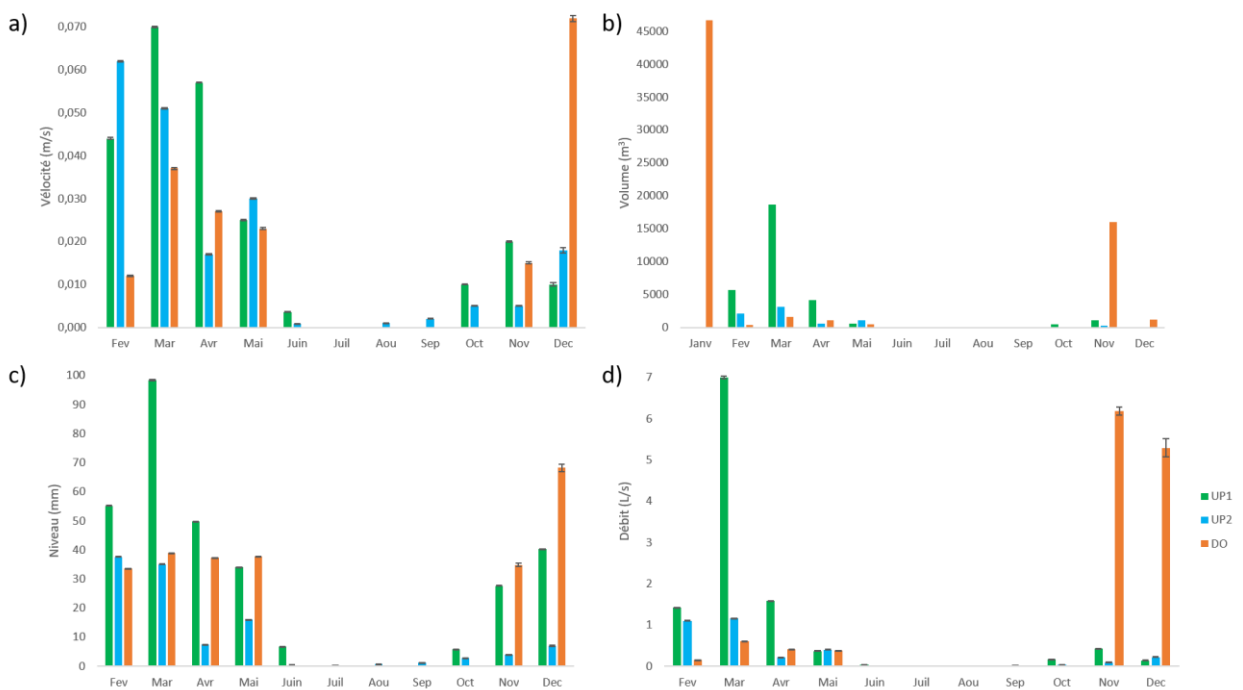 a)
Vélocité (m/s)
0,070
0,060
0,050
0,040
0,030
0,020
0,010
0,000
Fev Mar Avr Mai Juin Juil Aou Sep Oct Nov Dec
b)
Volume (m³)
45000
40000
35000
30000
25000
20000
15000
10000
5000
0
Janv Fev Mar Avr Mai Juin Juil Aou Sep Oct Nov Dec
c)
Niveau (mm)
100
90
80
70
60
50
40
30
20
10
0
Fev Mar Avr Mai Juin Juil Aou Sep Oct Nov Dec
d)
Débit (L/s)
7
6
5
4
3
2
1
0
Fev Mar Avr Mai Juin Juil Aou Sep Oct Nov Dec
UP1
UP2
DO